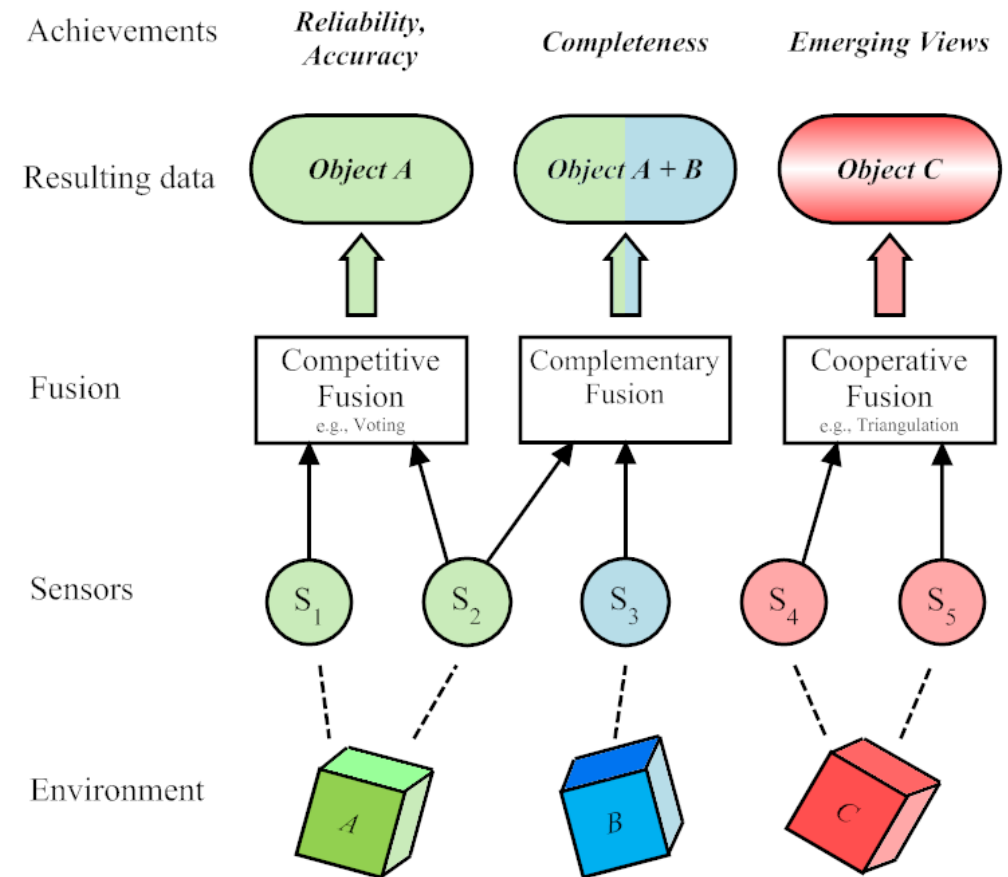 Achievements
Reliability,
Accuracy
Completeness
Emerging Views
Resulting data
Object A
Object A + B
Object C
Fusion
Competitive
Fusion
e.g., Voting
Complementary
Fusion
Cooperative
Fusion
e.g., Triangulation
Sensors
S1
S2
S3
S4
S5
Environment
A
B
C